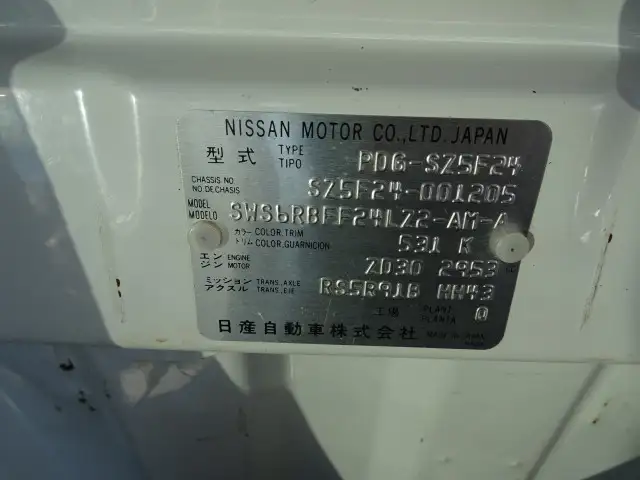 NISSAN MOTOR CO., LTD. JAPAN
型式 TYPE TIPO PDG-SZ5F24
CHASSIS NO NO DE CHASIS SZ5F24-001205
MODEL MODELO SWS6RBFF24LZ2-AM-A
カラー COLOR, TRIM トリム COLOR, GUARNICION 531 K
エンジン ENGINE MOTOR ZD30 2953
ミッション TRANS, AXLE アクスル TRANS, EJE RS5R91B HH43
工場 PLANT PLANTA 0
日産自動車株式会社 MADE IN JAPAN